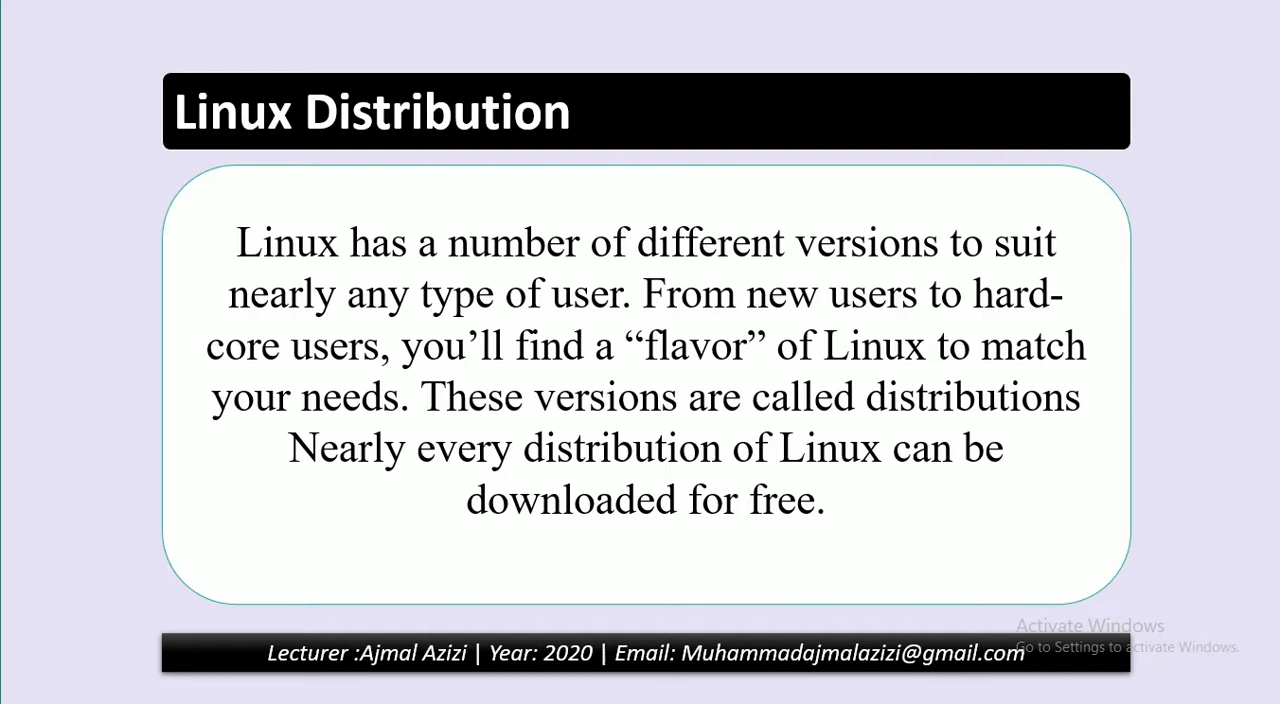 Linux Distribution
Linux has a number of different versions to suit
nearly any type of user. From new users to hard-
core users, you’ll find a “flavor” of Linux to match
your needs. These versions are called distributions
Nearly every distribution of Linux can be
downloaded for free.
Activate Windows
Go to Settings to activate Windows.
Lecturer :Ajmal Azizi | Year: 2020 | Email: Muhammadajmalazizi@gmail.com